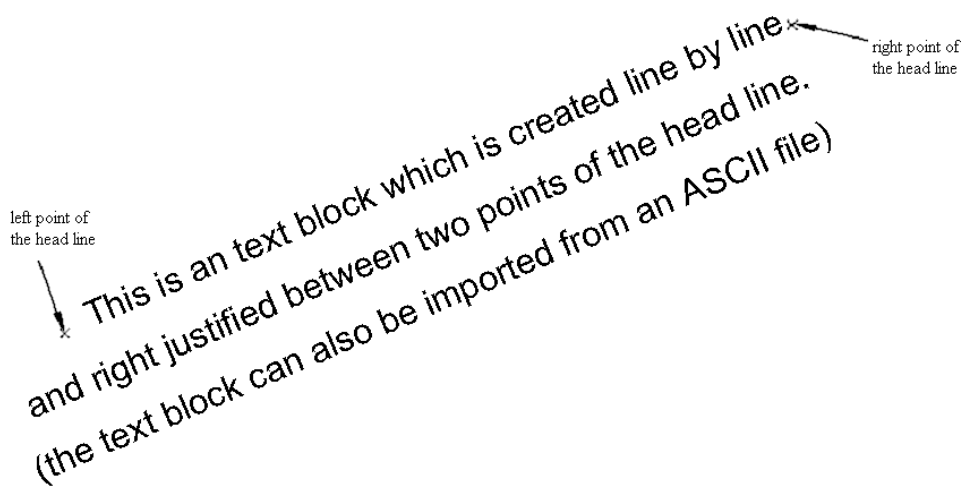 right point of
the head line
This is an text block which is created line by line
and right justified between two points of the head line.
(the text block can also be imported from an ASCII file)
left point of
the head line